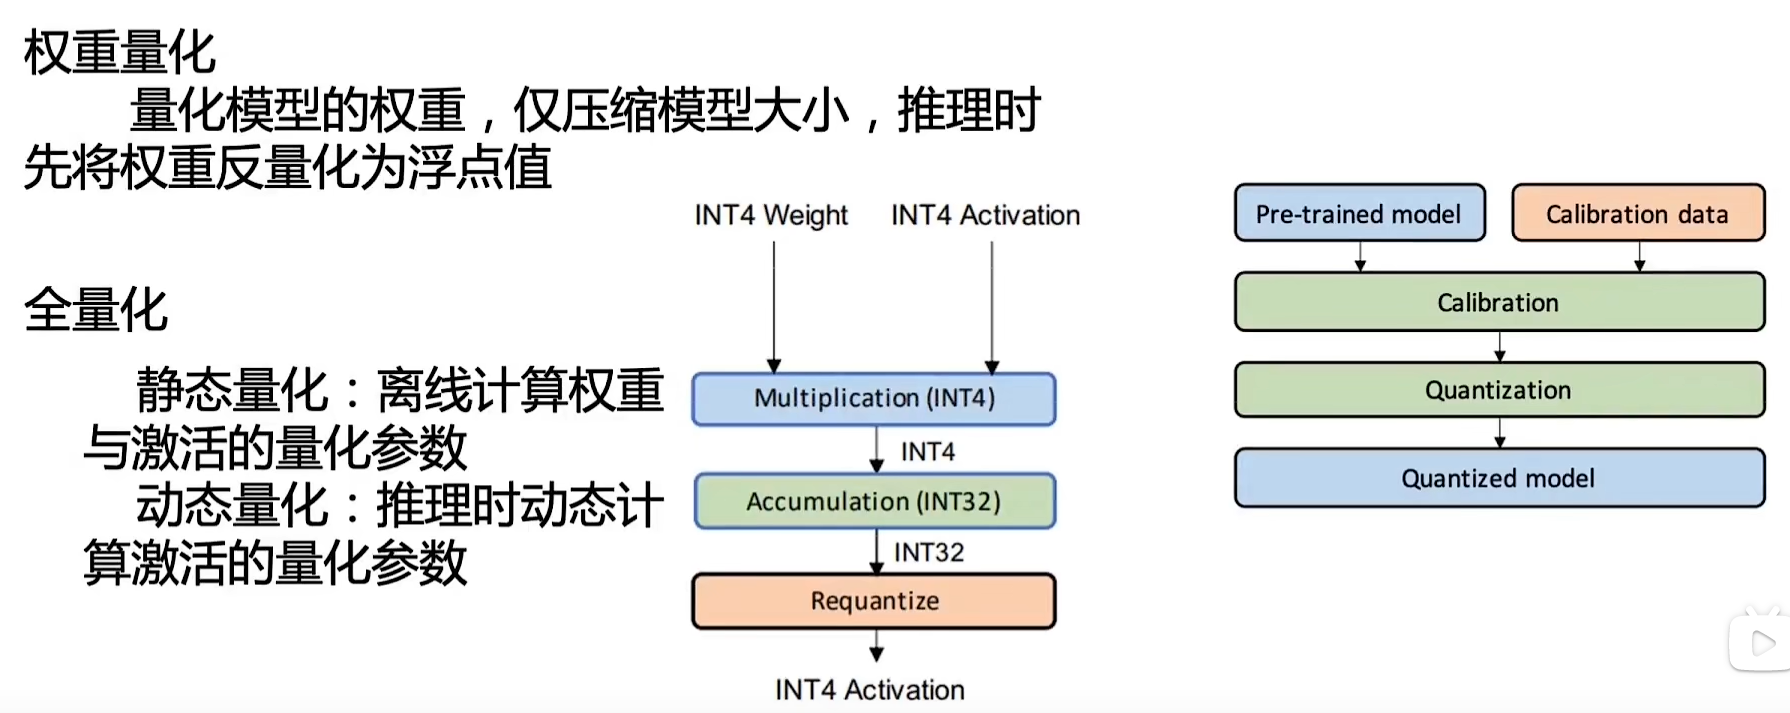 权重量化
量化模型的权重，仅压缩模型大小，推理时
先将权重反量化为浮点值
全量化
静态量化：离线计算权重
与激活的量化参数
动态量化：推理时动态计
算激活的量化参数
INT4 Weight
INT4 Activation
Multiplication (INT4)
INT4
Accumulation (INT32)
INT32
Requantize
INT4 Activation
Pre-trained model
Calibration data
Calibration
Quantization
Quantized model